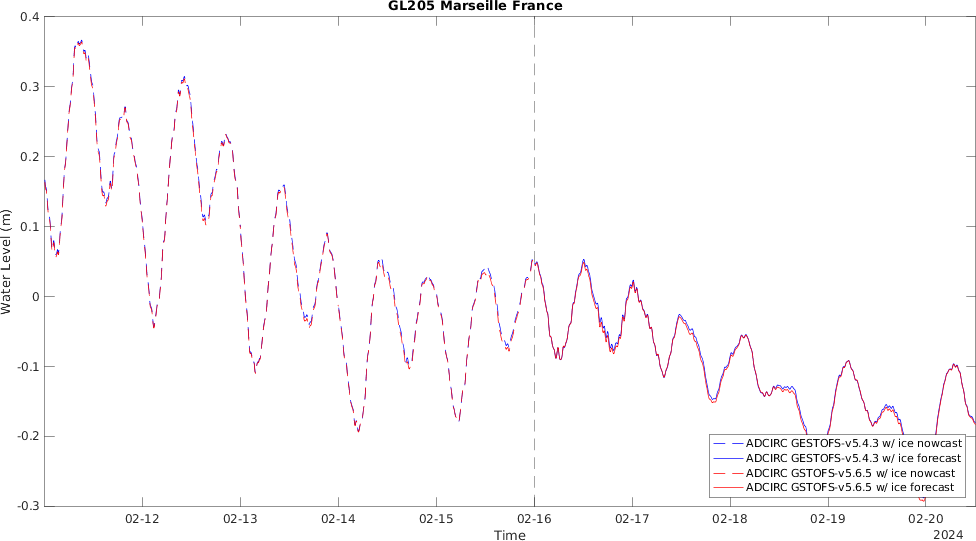 GL205 Marseille France
0.4
0.3
0.2
0.1
0
-0.1
-0.2
-0.3
Water Level (m)
ADCIRC GESTOFS-v5.4.3 w/ ice nowcast
ADCIRC GESTOFS-v5.4.3 w/ ice forecast
ADCIRC GSTOFS-v5.6.5 w/ ice nowcast
ADCIRC GSTOFS-v5.6.5 w/ ice forecast
02-12 02-13 02-14 02-15 02-16 02-17 02-18 02-19 02-20
Time
2024